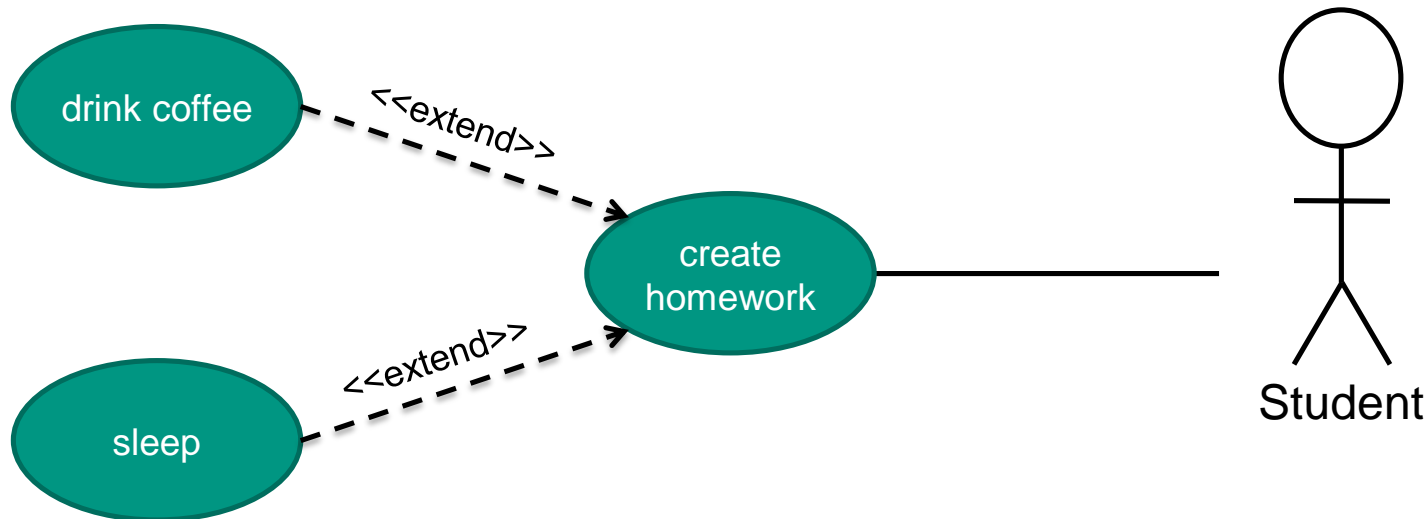 drink coffee
<<extend>>
create
homework
<<extend>>
sleep
Student